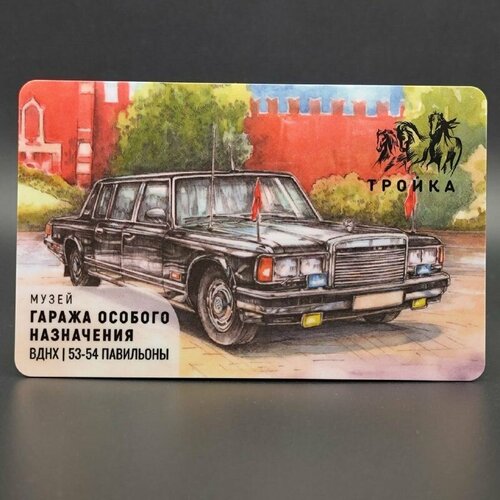 ТРОЙКА
МУЗЕЙ
ГАРАЖА ОСОБОГО
НАЗНАЧЕНИЯ
ВДНХ | 53-54 ПАВИЛЬОНЫ